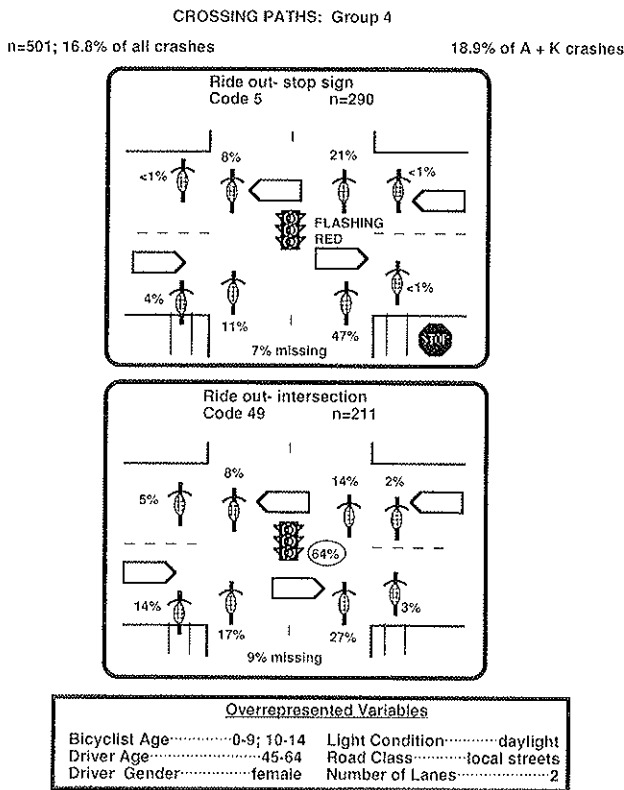 CROSSING PATHS: Group 4
n=501; 16.8% of all crashes 18.9% of A + K crashes
Ride out- stop sign
Code 5 n=290
<1% 8% 21% <1%
FLASHING
RED
4% 11% 47% <1%
STOP
7% missing
Ride out- intersection
Code 49 n=211
5% 8% 14% 2%
64%
14% 17% 27% 3%
9% missing
Overrepresented Variables
Bicyclist Age 0-9; 10-14 Light Condition daylight
Driver Age 45-64 Road Class local streets
Driver Gender female Number of Lanes 2